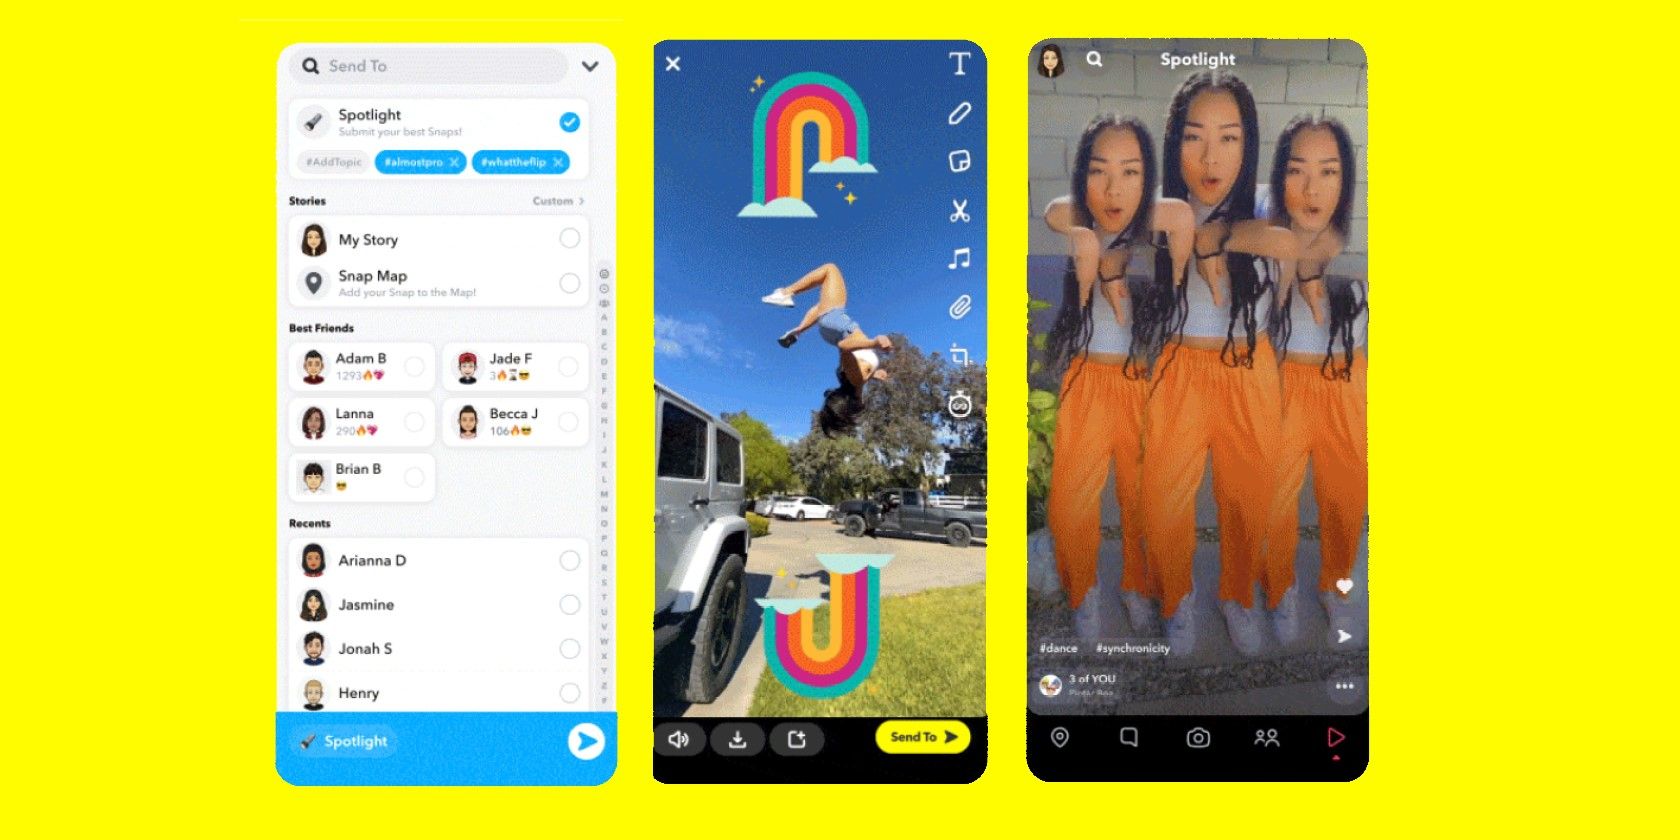 Send To
Spotlight
Submit your best Snaps!
#AddTopic #almostpro #whattheflip
Stories Custom
My Story
Snap Map
Add your Snap to the Map!
Best Friends
Adam B Jade F
1293🔥💖 3🔥⌛😎
Lanna Becca J
290🔥💖 106🔥😎
Brian B
😎
Recents
Arianna D
Jasmine
Jonah S
Henry
Spotlight
A
B
C
D
E
F
G
H
I
J
K
L
M
N
O
P
Q
R
S
T
U
V
W
X
Y
Z
#
T
Send To
Spotlight
#dance #synchronicity
3 of YOU